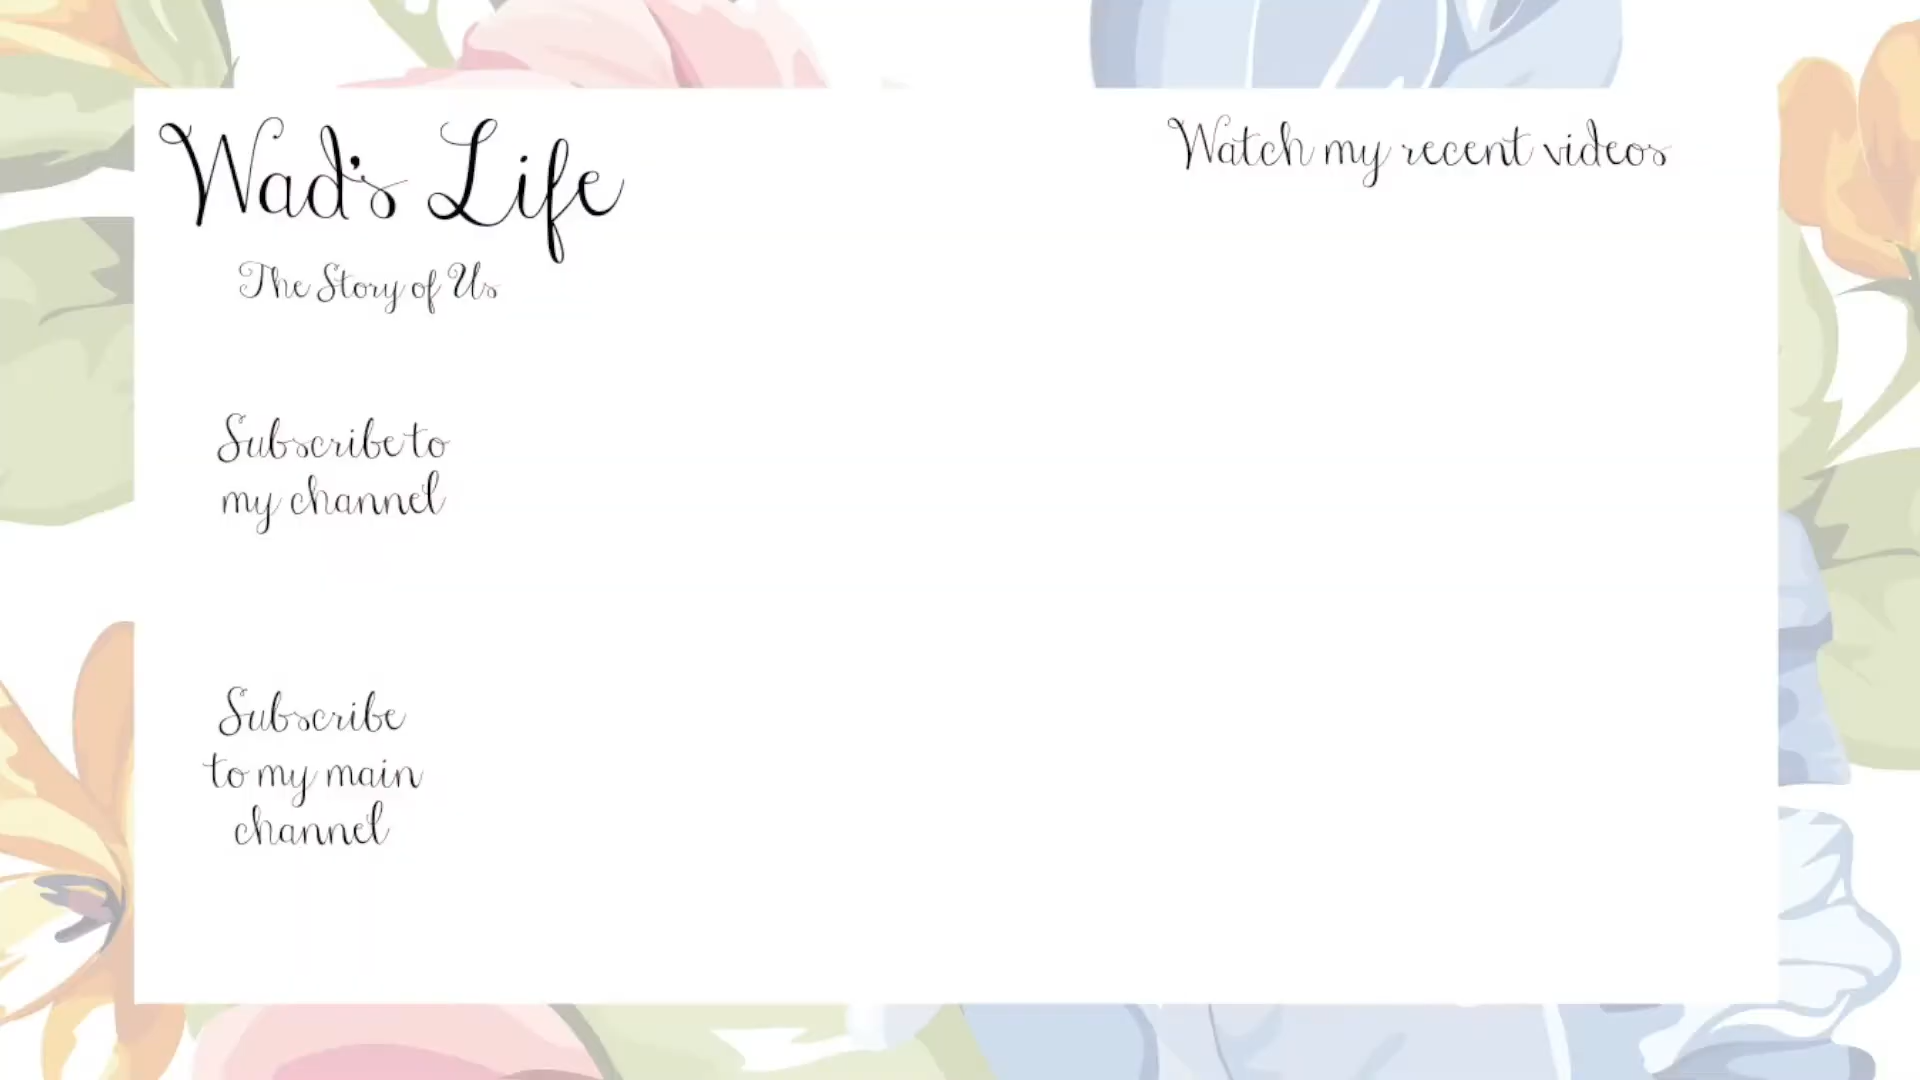 Wad's Life
The Story of Us
Watch my recent videos
Subscribe to
my channel
Subscribe
to my main
channel